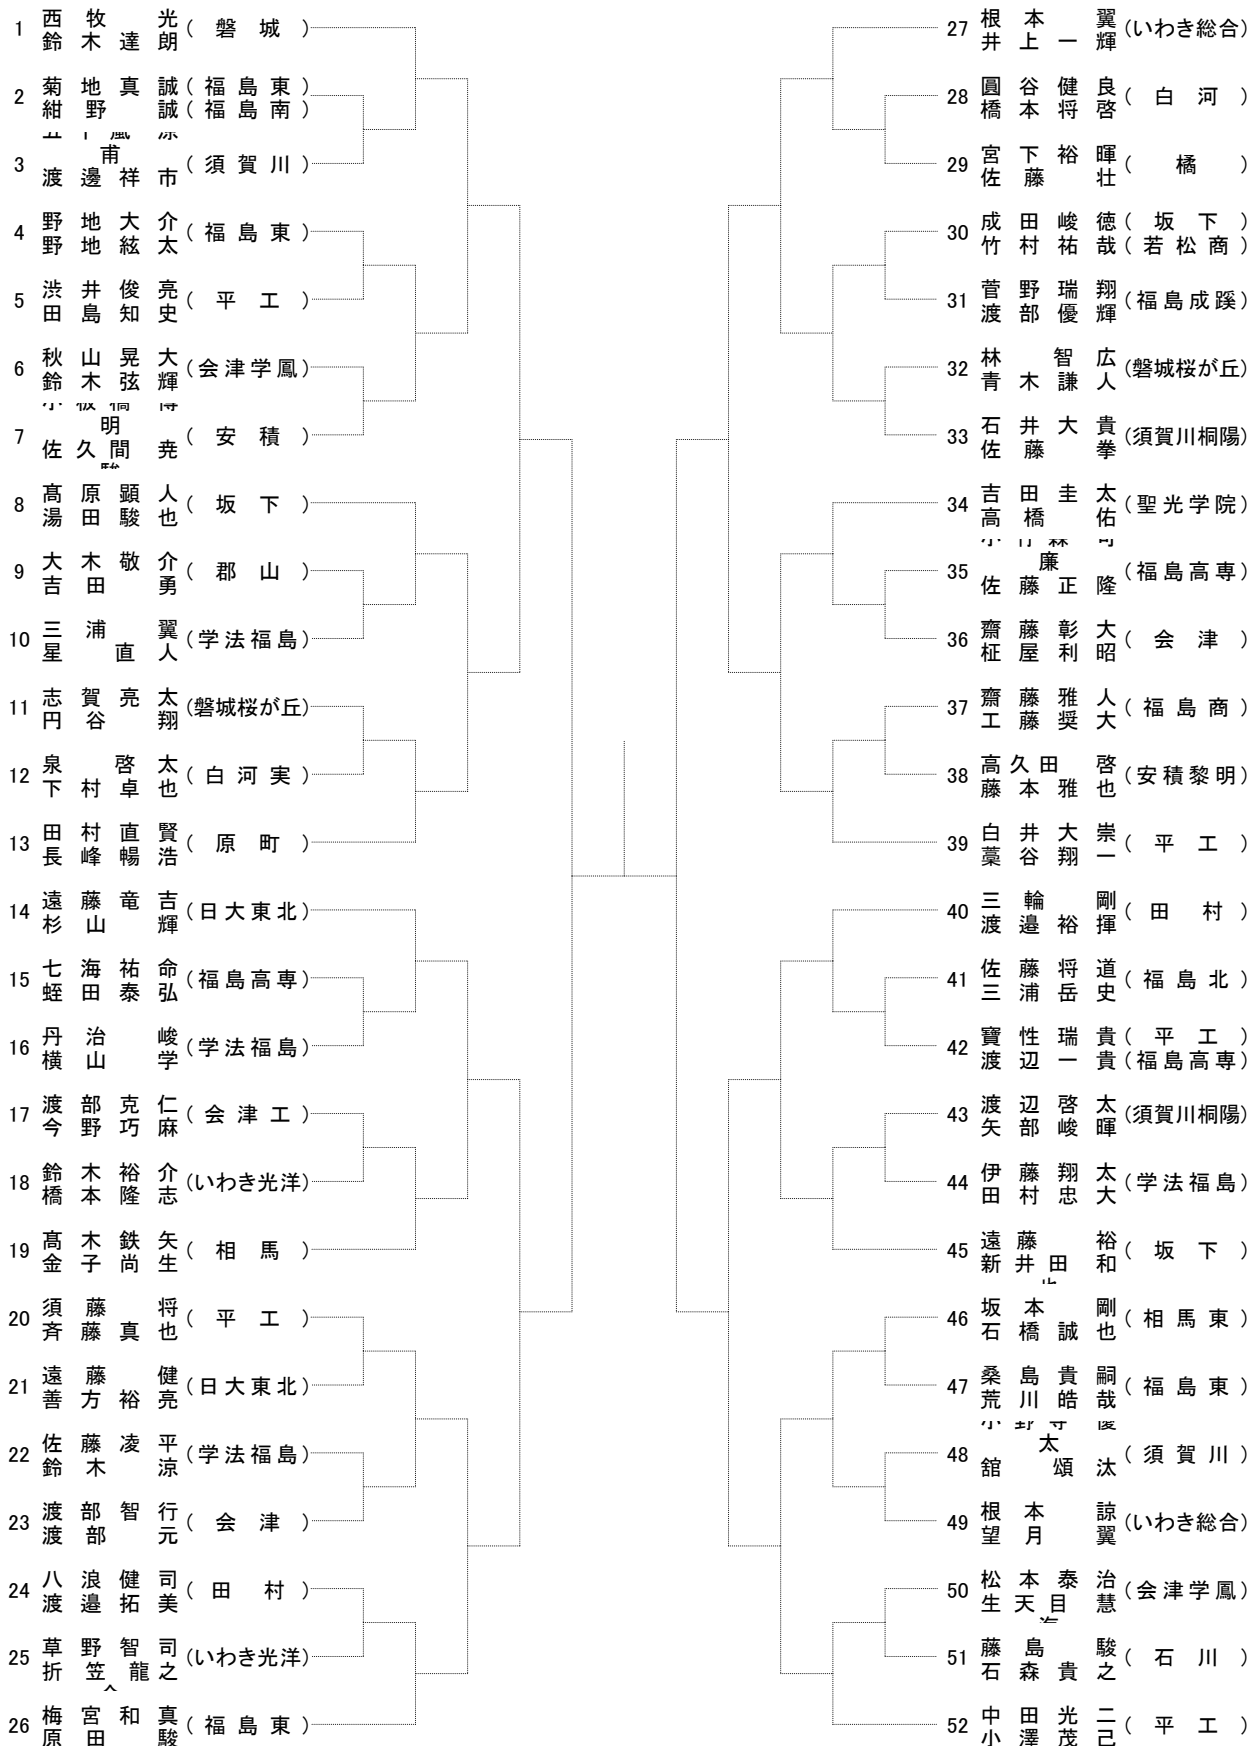 1 西牧 光 (磐城)
鈴木達朗
2 菊地真誠 (福島東)
紺野 誠 (福島南)
3 甫 (須賀川)
渡邊祥市
4 野地大介 (福島東)
野地絃太
5 渋井俊亮 (平工)
田島知史
6 秋山晃大 (会津学鳳)
鈴木弦輝
7 明 (安積)
佐久間 尭
8 髙原顕人 (坂下)
湯田駿也
9 大木敬介 (郡山)
吉田 勇
10 三浦 翼 (学法福島)
星 直人
11 志賀亮太 (磐城桜が丘)
円谷 翔
12 泉 啓太 (白河実)
下村卓也
13 田村直賢 (原町)
長峰暢浩
14 遠藤竜吉 (日大東北)
杉山 輝
15 七海祐命 (福島高専)
蛭田泰弘
16 丹治 峻 (学法福島)
横山 学
17 渡部克仁 (会津工)
今野巧麻
18 鈴木裕介 (いわき光洋)
橋本隆志
19 髙木鉄矢 (相馬)
金子尚生
20 須藤 将 (平工)
斉藤真也
21 遠藤 健 (日大東北)
善方裕亮
22 佐藤凌平 (学法福島)
鈴木 涼
23 渡部智行 (会津)
渡部 元
24 八浪健司 (田村)
渡邉拓美
25 草野智司 (いわき光洋)
折笠龍之
26 梅宮和真 (福島東)
原田 駿
27 根本 翼 (いわき総合)
井上一輝
28 圓谷健良 (白河)
橋本将啓
29 宮下裕暉 (橘)
佐藤 壮
30 成田峻徳 (坂下)
竹村祐哉 (若松商)
31 菅野瑞翔 (福島成蹊)
渡部優輝
32 林 智広 (磐城桜が丘)
青木謙人
33 石井大貴 (須賀川桐陽)
佐藤 拳
34 吉田圭太 (聖光学院)
高橋 佑
35 廉 (福島高専)
佐藤正隆
36 齋藤彰大 (会津)
柾屋利昭
37 齋藤雅人 (福島商)
工藤奨大
38 高久田 啓 (安積黎明)
藤本雅也
39 白井大崇 (平工)
藁谷翔一
40 三輪 剛 (田村)
渡邉裕揮
41 佐藤将道 (福島北)
三浦岳史
42 寶性瑞貴 (平工)
渡辺一貴 (福島高専)
43 渡辺啓太 (須賀川桐陽)
矢部峻暉
44 伊藤翔太 (学法福島)
田村忠大
45 遠藤 裕 (坂下)
新井田 和
46 坂本 剛 (相馬東)
石橋誠也
47 桑島貴嗣 (福島東)
荒川皓哉
48 太 (須賀川)
舘 頌汰
49 根本 諒 (いわき総合)
望月 翼
50 松本泰治 (会津学鳳)
生天目 慧
51 藤島 駿 (石川)
石森貴之
52 中田光二 (平工)
小澤茂己